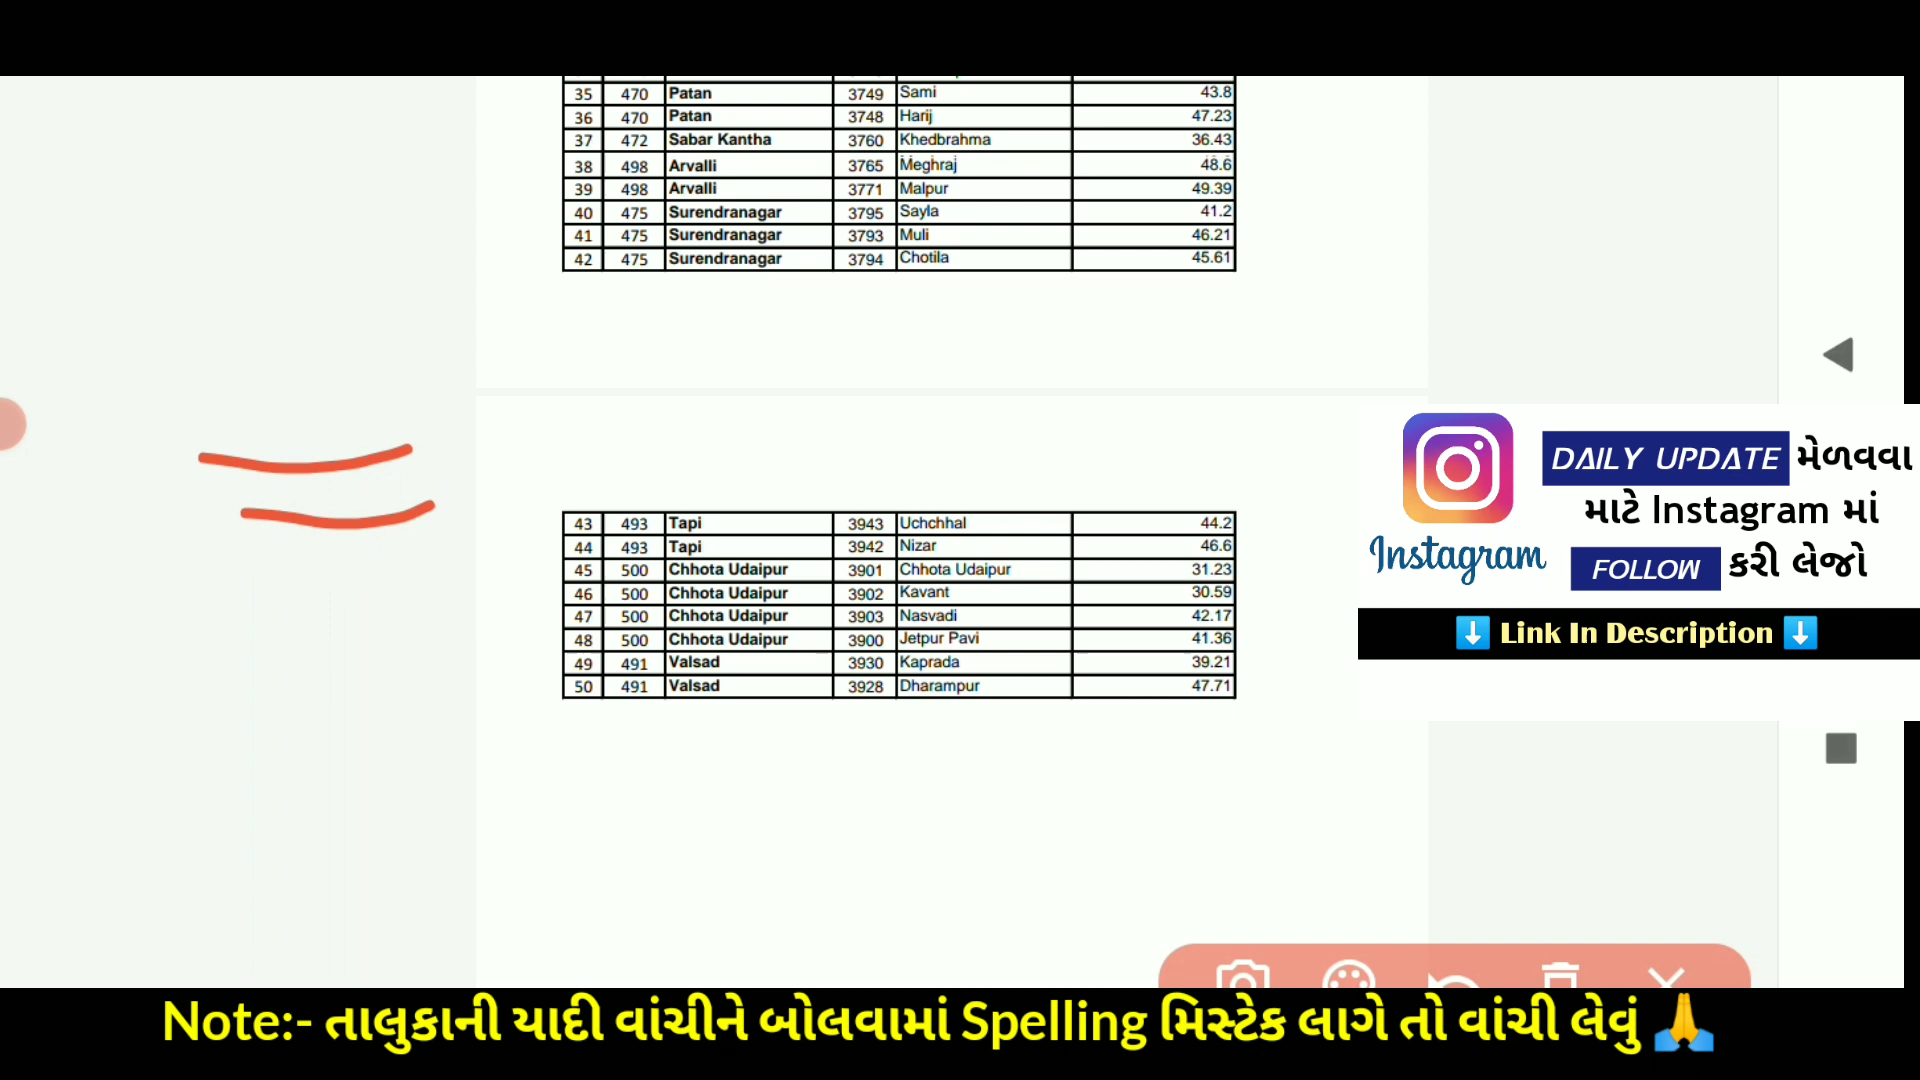 35 470 Patan 3749 Sami 43.8
36 470 Patan 3748 Harij 47.23
37 472 Sabar Kantha 3760 Khedbrahma 36.43
38 498 Arvalli 3765 Meghraj 48.6
39 498 Arvalli 3771 Malpur 49.39
40 475 Surendranagar 3795 Sayla 41.2
41 475 Surendranagar 3793 Muli 46.21
42 475 Surendranagar 3794 Chotila 45.61
43 493 Tapi 3943 Uchchhal 44.2
44 493 Tapi 3942 Nizar 46.6
45 500 Chhota Udaipur 3901 Chhota Udaipur 31.23
46 500 Chhota Udaipur 3902 Kavant 30.59
47 500 Chhota Udaipur 3903 Nasvadi 42.17
48 500 Chhota Udaipur 3900 Jetpur Pavi 41.36
49 491 Valsad 3930 Kaprada 39.21
50 491 Valsad 3928 Dharampur 47.71
Instagram
DAILY UPDATE મેળવવા
માટે Instagram માં
FOLLOW કરી લેજો
⬇️ Link In Description ⬇️
Note:- તાલુકાની યાદી વાંચીને બોલવામાં Spelling મિસ્ટેક લાગે તો વાંચી લેવું 🙏